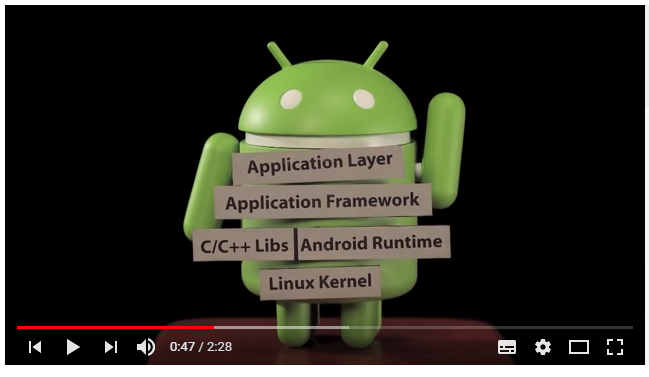 Application Layer
Application Framework
C/C++ Libs Android Runtime
Linux Kernel
0:47 / 2:28